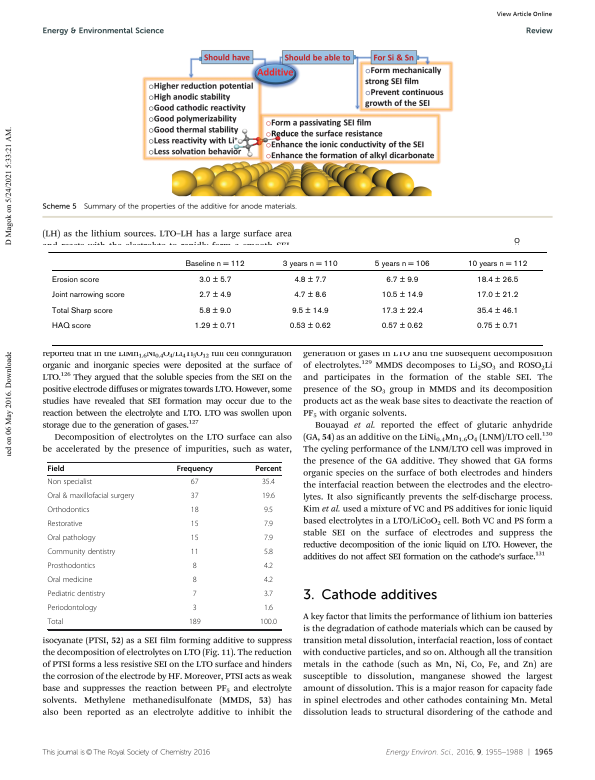 View Article Online
Energy & Environmental Science
Review
Should have
Should be able to
For Si & Sn
Additive
○Higher reduction potential
○High anodic stability
○Good cathodic reactivity
○Good polymerizability
○Good thermal stability
○Less reactivity with Li⁺
○Less solvation behavior
○Form mechanically
strong SEI film
○Prevent continuous
growth of the SEI
○Form a passivating SEI film
○Reduce the surface resistance
○Enhance the ionic conductivity of the SEI
○Enhance the formation of alkyl dicarbonate
Scheme 5 Summary of the properties of the additive for anode materials.
(LH) as the lithium sources. LTO–LH has a large surface area
and reacts with the electrolyte to rapidly form a smooth SEI
O
Baseline n = 112 3 years n = 110 5 years n = 106 10 years n = 112
Erosion score 3.0 ± 5.7 4.8 ± 7.7 6.7 ± 9.9 18.4 ± 26.5
Joint narrowing score 2.7 ± 4.9 4.7 ± 8.6 10.5 ± 14.9 17.0 ± 21.2
Total Sharp score 5.8 ± 9.0 9.5 ± 14.9 17.3 ± 22.4 35.4 ± 46.1
HAQ score 1.29 ± 0.71 0.53 ± 0.62 0.57 ± 0.62 0.75 ± 0.71
reported that in the LiMn₁.₆Ni₀.₄O₄/Li₄Ti₅O₁₂ full cell configuration
organic and inorganic species were deposited at the surface of
LTO.¹²⁶ They argued that the soluble species from the SEI on the
positive electrode diffuses or migrates towards LTO. However, some
studies have revealed that SEI formation may occur due to the
reaction between the electrolyte and LTO. LTO was swollen upon
storage due to the generation of gases.¹²⁷
Decomposition of electrolytes on the LTO surface can also
be accelerated by the presence of impurities, such as water,
Field Frequency Percent
Non specialist 67 35.4
Oral & maxillofacial surgery 37 19.6
Orthodontics 18 9.5
Restorative 15 7.9
Oral pathology 15 7.9
Community dentistry 11 5.8
Prosthodontics 8 4.2
Oral medicine 8 4.2
Pediatric dentistry 7 3.7
Periodontology 3 1.6
Total 189 100.0
isocyanate (PTSI, 52) as a SEI film forming additive to suppress
the decomposition of electrolytes on LTO (Fig. 11). The reduction
of PTSI forms a less resistive SEI on the LTO surface and hinders
the corrosion of the electrode by HF. Moreover, PTSI acts as weak
base and suppresses the reaction between PF₅ and electrolyte
solvents. Methylene methanedisulfonate (MMDS, 53) has
also been reported as an electrolyte additive to inhibit the
generation of gases in LTO and the subsequent decomposition
of electrolytes.¹²⁹ MMDS decomposes to Li₂SO₃ and ROSO₂Li
and participates in the formation of the stable SEI. The
presence of the SO₃ group in MMDS and its decomposition
products act as the weak base sites to deactivate the reaction of
PF₅ with organic solvents.
Bouayad et al. reported the effect of glutaric anhydride
(GA, 54) as an additive on the LiNi₀.₄Mn₁.₆O₄ (LNM)/LTO cell.¹³⁰
The cycling performance of the LNM/LTO cell was improved in
the presence of the GA additive. They showed that GA forms
organic species on the surface of both electrodes and hinders
the interfacial reaction between the electrodes and the electro-
lytes. It also significantly prevents the self-discharge process.
Kim et al. used a mixture of VC and PS additives for ionic liquid
based electrolytes in a LTO/LiCoO₂ cell. Both VC and PS form a
stable SEI on the surface of electrodes and suppress the
reductive decomposition of the ionic liquid on LTO. However, the
additives do not affect SEI formation on the cathode's surface.¹³¹
3. Cathode additives
A key factor that limits the performance of lithium ion batteries
is the degradation of cathode materials which can be caused by
transition metal dissolution, interfacial reaction, loss of contact
with conductive particles, and so on. Although all the transition
metals in the cathode (such as Mn, Ni, Co, Fe, and Zn) are
susceptible to dissolution, manganese showed the largest
amount of dissolution. This is a major reason for capacity fade
in spinel electrodes and other cathodes containing Mn. Metal
dissolution leads to structural disordering of the cathode and
D Magok on 5/24/2021 5:33:21 AM.
ied on 06 May 2016. Downloade
This journal is © The Royal Society of Chemistry 2016
Energy Environ. Sci., 2016, 9, 1955–1988 | 1965